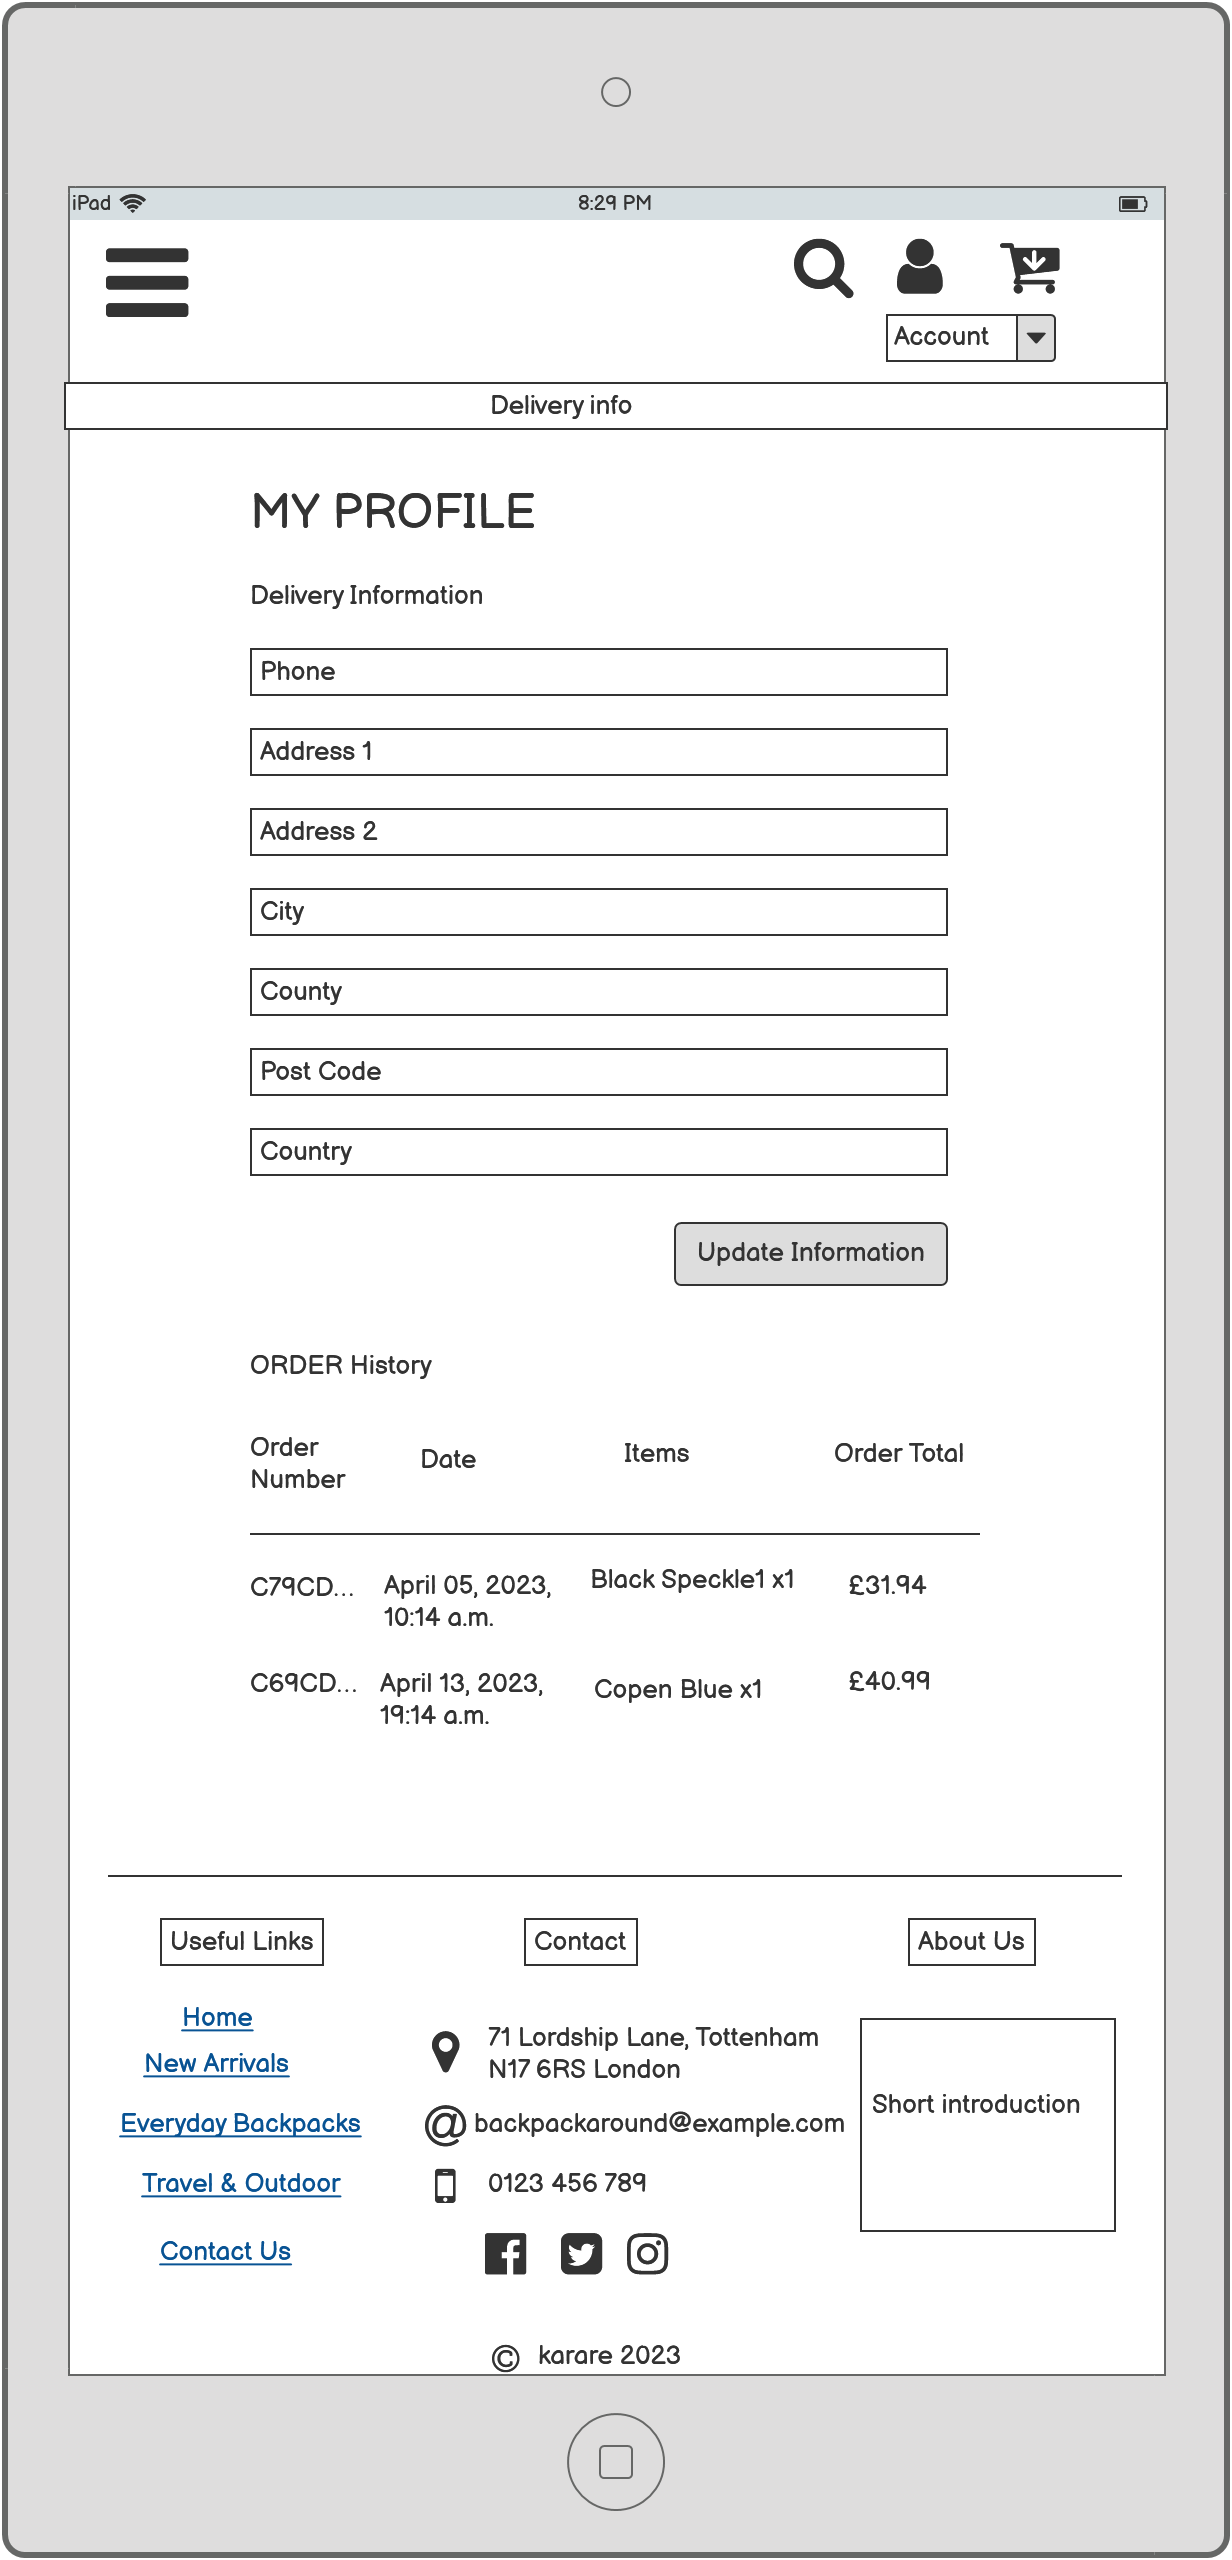 iPad 8:29 PM
Account
Delivery info
MY PROFILE
Delivery Information
Phone
Address 1
Address 2
City
County
Post Code
Country
Update Information
ORDER History
Order
Number
Date
Items
Order Total
C79CD...
April 05, 2023,
10:14 a.m.
Black Speckle1 x1
£31.94
C69CD...
April 13, 2023,
19:14 a.m.
Copen Blue x1
£40.99
Useful Links
Home
New Arrivals
Everyday Backpacks
Travel & Outdoor
Contact Us
Contact
71 Lordship Lane, Tottenham
N17 6RS London
@ backpackaround@example.com
0123 456 789
About Us
Short introduction
© karare 2023